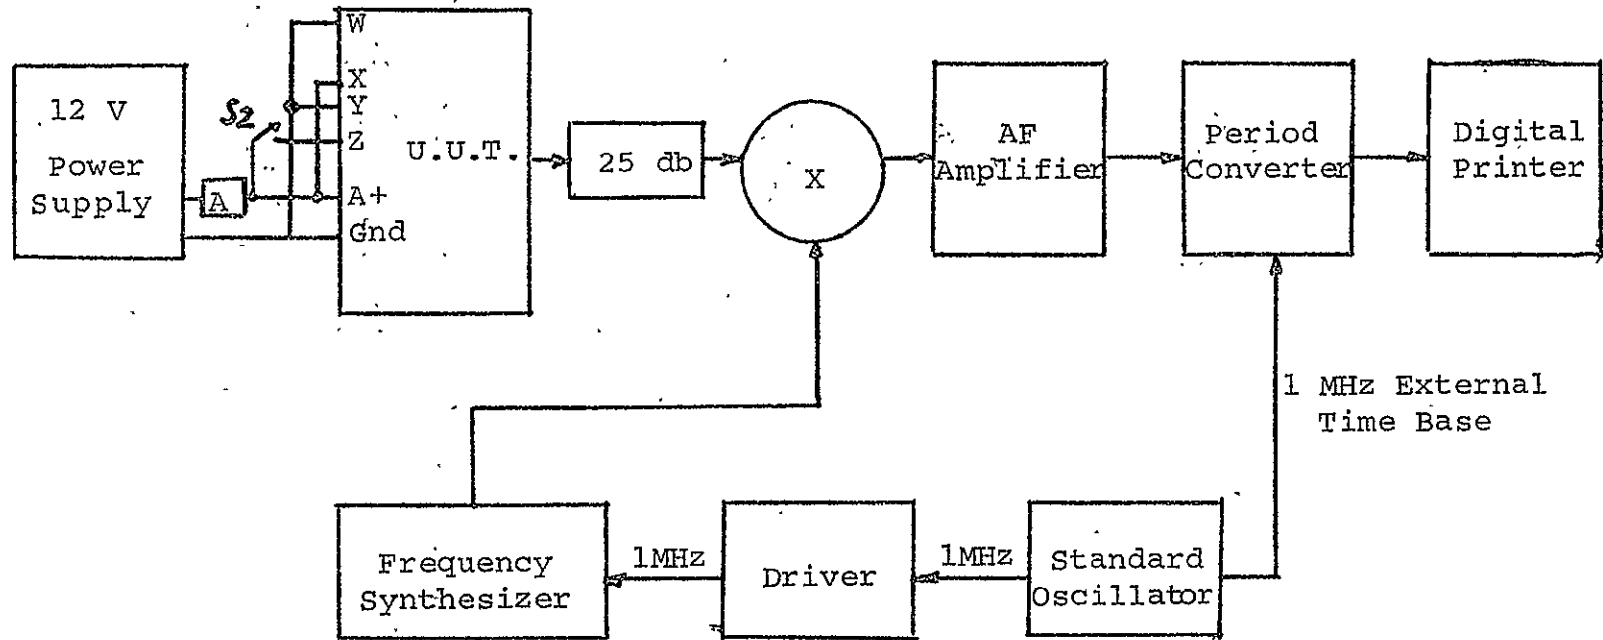 12 V
Power
Supply
A
S2
W
X
Y
Z
A+
Gnd
U.U.T.
25 db
X
AF
Amplifier
Period
Converter
Digital
Printer
1 MHz External
Time Base
Frequency
Synthesizer
1MHz
Driver
1MHz
Standard
Oscillator